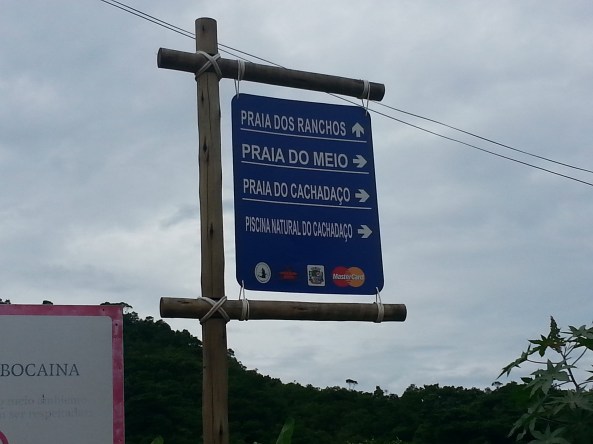 PRAIA DOS RANCHOS
PRAIA DO MEIO
PRAIA DO CACHADAÇO
PISCINA NATURAL DO CACHADAÇO
MasterCard
BOCAINA